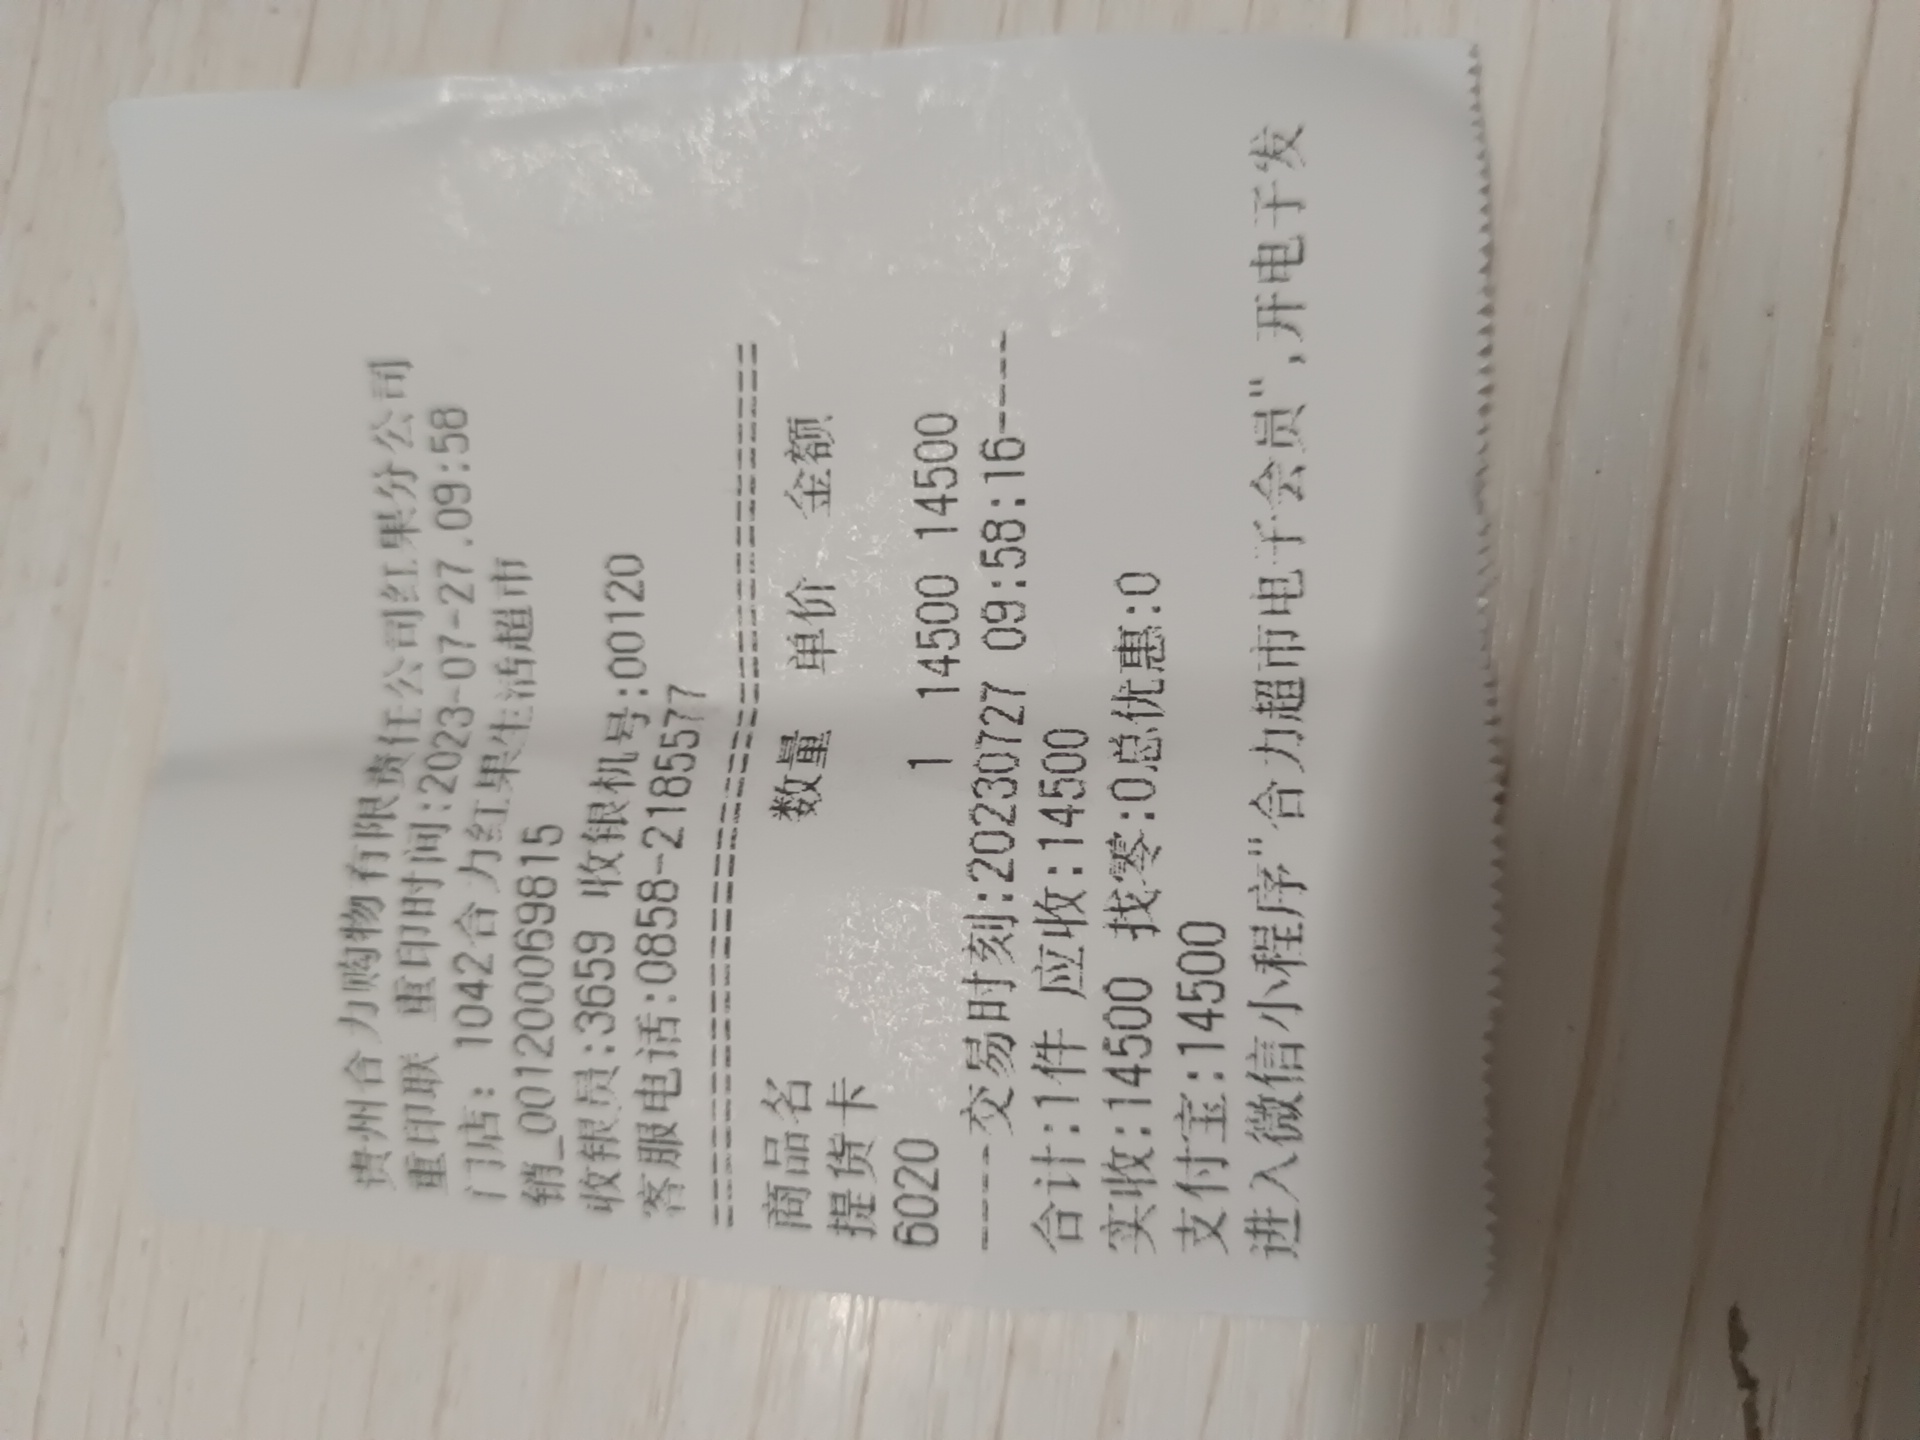 贵州合力购物有限责任公司红果分公司
重印联 重印时间:2023-07-27.09:58
门店: 1042合力红果生活超市
销_0012000069815
收银员:3659 收银机号:00120
客服电话:0858-2185577
================================
商品名 数量 单价 金额
提货卡
6020 1 14500 14500
----交易时刻:20230727 09:58:16----
合计:1件 应收:14500
实收:14500 找零:0总优惠:0
支付宝:14500
进入微信小程序"合力超市电子会员",开电子发